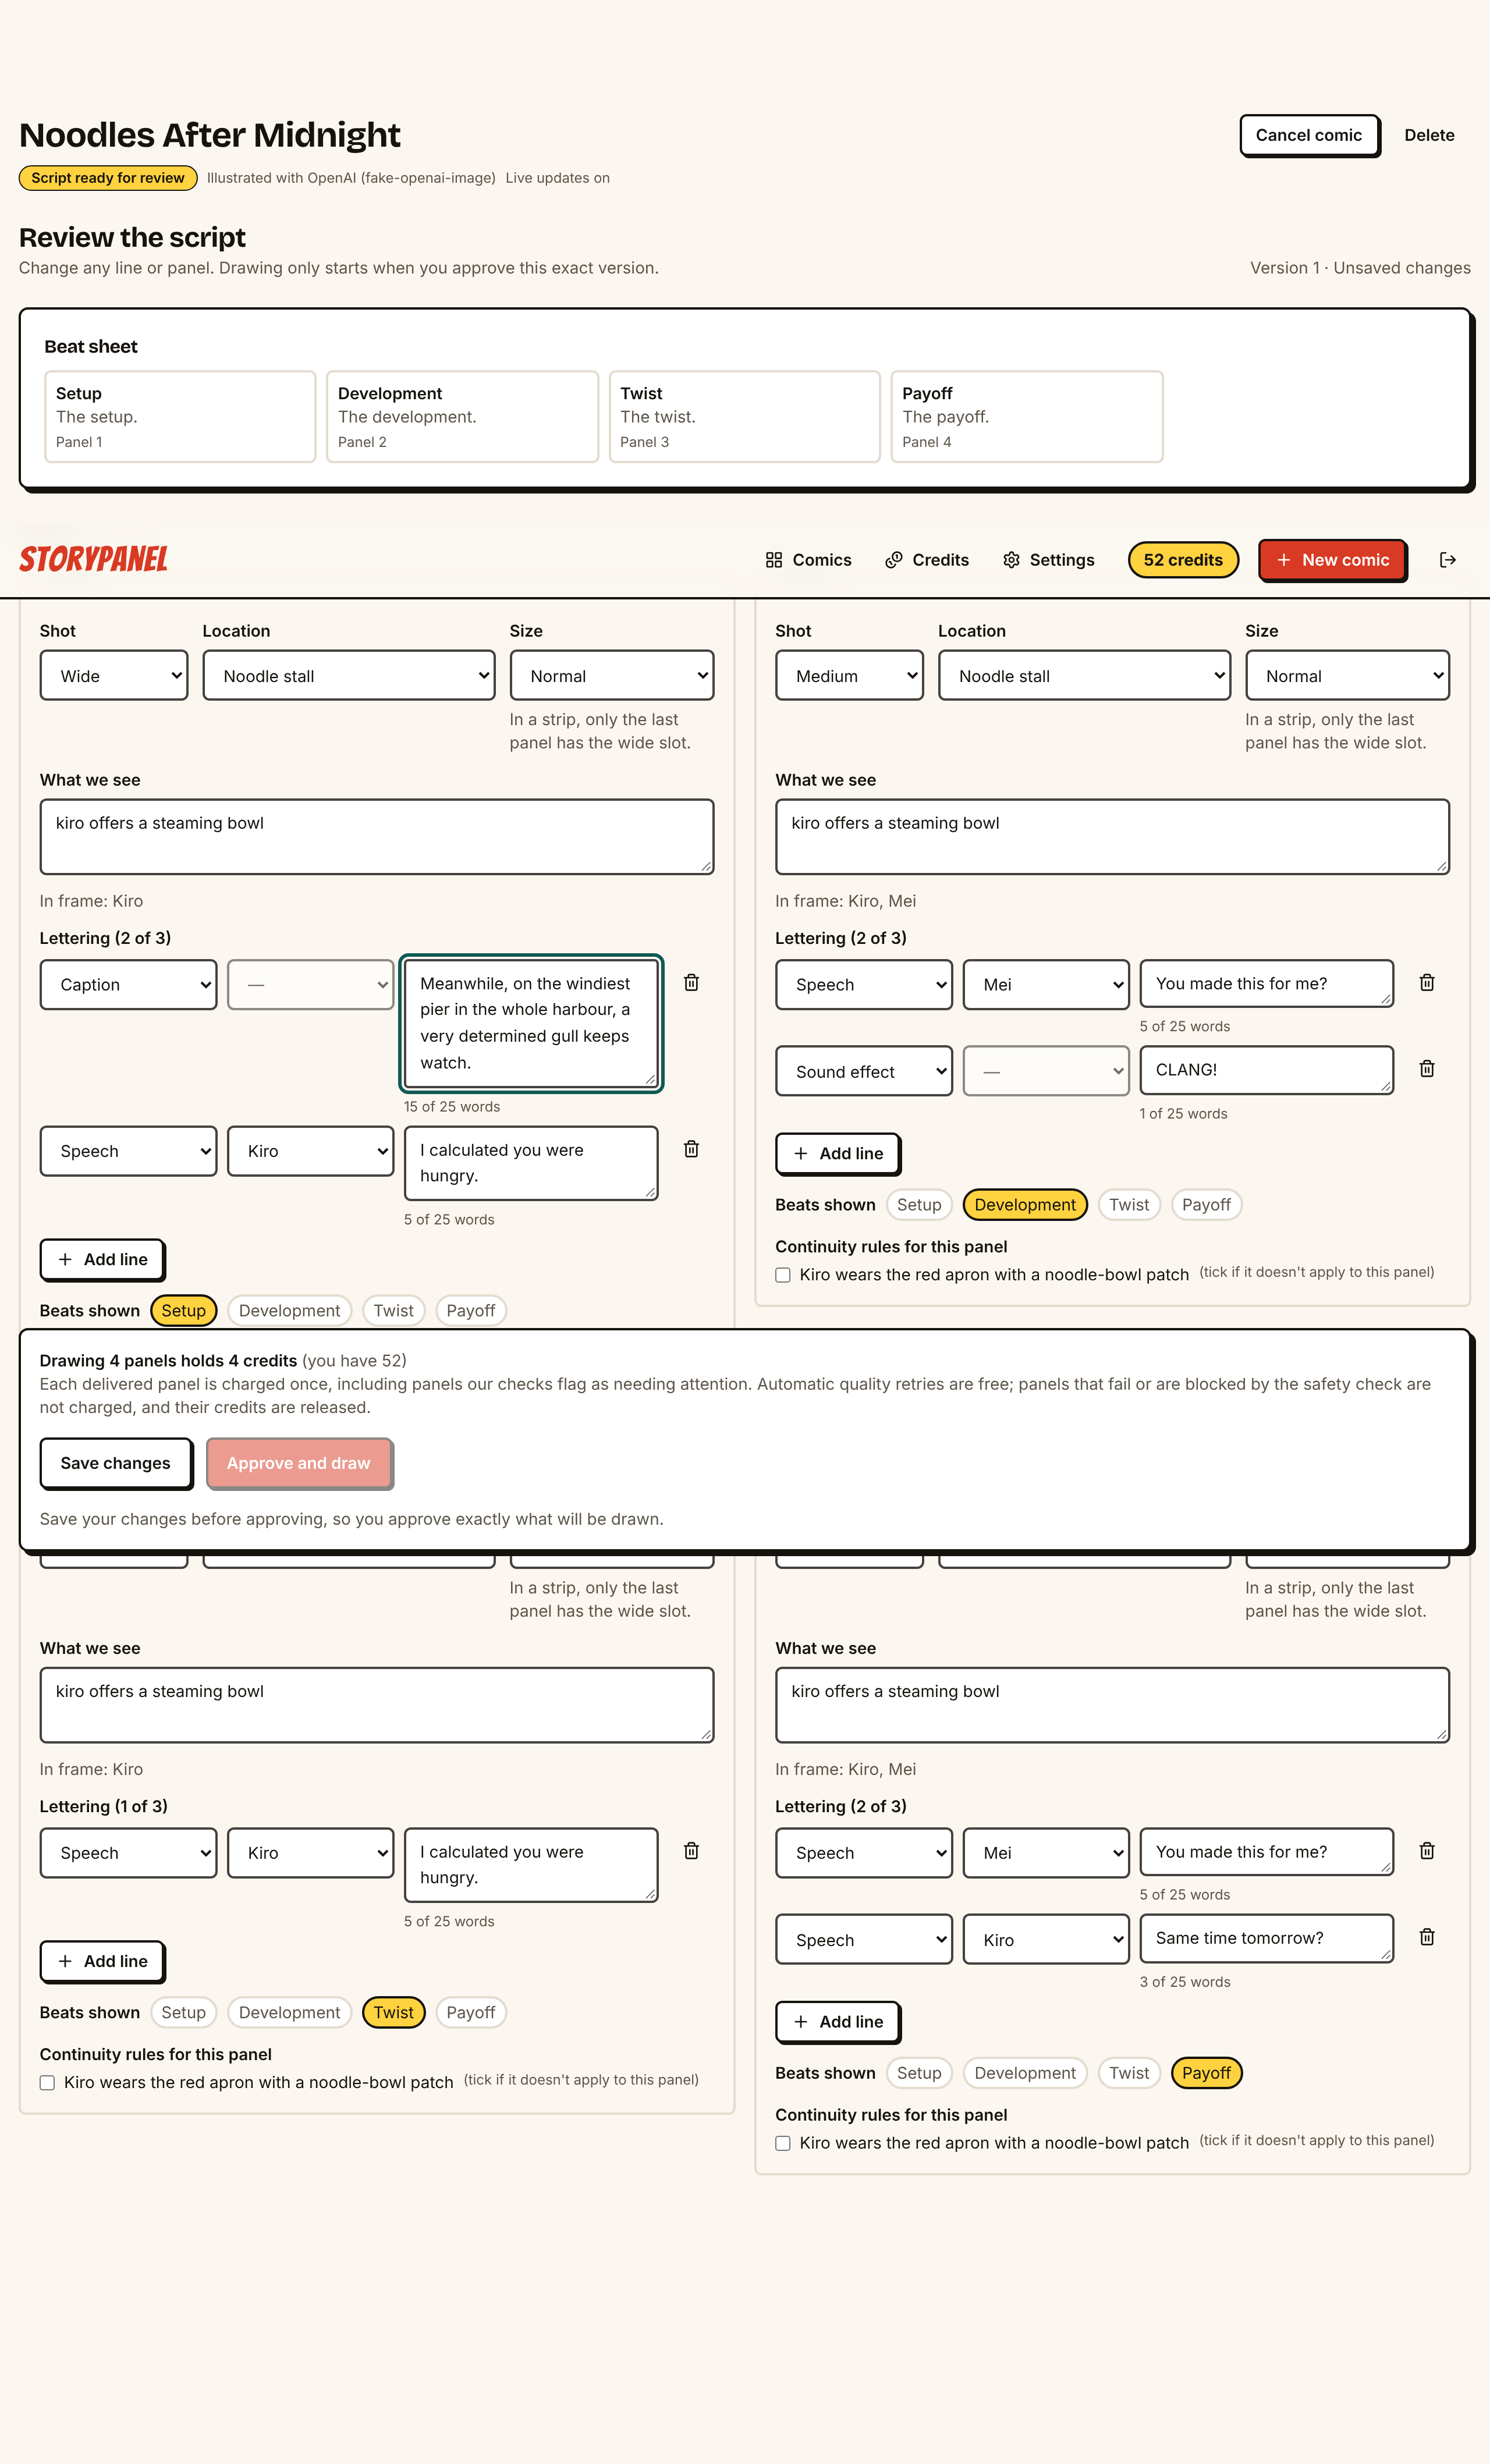 Noodles After Midnight
Cancel comic
Delete
Script ready for review
Illustrated with OpenAI (fake-openai-image)
Live updates on
Review the script
Change any line or panel. Drawing only starts when you approve this exact version.
Version 1 · Unsaved changes
Beat sheet
Setup
The setup.
Panel 1
Development
The development.
Panel 2
Twist
The twist.
Panel 3
Payoff
The payoff.
Panel 4
STORYPANEL
Comics
Credits
Settings
52 credits
New comic
Shot
Location
Size
Wide
Noodle stall
Normal
In a strip, only the last
panel has the wide slot.
What we see
kiro offers a steaming bowl
In frame: Kiro
Lettering (2 of 3)
Caption
—
Meanwhile, on the windiest
pier in the whole harbour, a
very determined gull keeps
watch.
15 of 25 words
Speech
Kiro
I calculated you were
hungry.
5 of 25 words
Add line
Beats shown
Setup
Development
Twist
Payoff
Shot
Location
Size
Medium
Noodle stall
Normal
In a strip, only the last
panel has the wide slot.
What we see
kiro offers a steaming bowl
In frame: Kiro, Mei
Lettering (2 of 3)
Speech
Mei
You made this for me?
5 of 25 words
Sound effect
—
CLANG!
1 of 25 words
Add line
Beats shown
Setup
Development
Twist
Payoff
Continuity rules for this panel
Kiro wears the red apron with a noodle-bowl patch (tick if it doesn't apply to this panel)
Drawing 4 panels holds 4 credits (you have 52)
Each delivered panel is charged once, including panels our checks flag as needing attention. Automatic quality retries are free; panels that fail or are blocked by the safety check are
not charged, and their credits are released.
Save changes
Approve and draw
Save your changes before approving, so you approve exactly what will be drawn.
In a strip, only the last
panel has the wide slot.
What we see
kiro offers a steaming bowl
In frame: Kiro
Lettering (1 of 3)
Speech
Kiro
I calculated you were
hungry.
5 of 25 words
Add line
Beats shown
Setup
Development
Twist
Payoff
Continuity rules for this panel
Kiro wears the red apron with a noodle-bowl patch (tick if it doesn't apply to this panel)
In a strip, only the last
panel has the wide slot.
What we see
kiro offers a steaming bowl
In frame: Kiro, Mei
Lettering (2 of 3)
Speech
Mei
You made this for me?
5 of 25 words
Speech
Kiro
Same time tomorrow?
3 of 25 words
Add line
Beats shown
Setup
Development
Twist
Payoff
Continuity rules for this panel
Kiro wears the red apron with a noodle-bowl patch (tick if it doesn't apply to this panel)